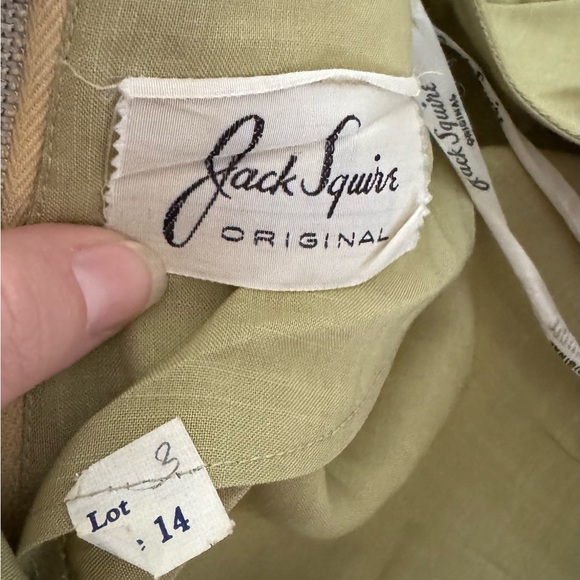 Jack Squire
ORIGINAL
Jack Squire
ORIGINAL
3
Lot
: 14